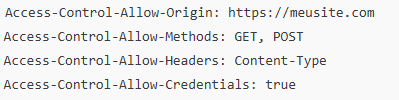 Access-Control-Allow-Origin: https://meusite.com
Access-Control-Allow-Methods: GET, POST
Access-Control-Allow-Headers: Content-Type
Access-Control-Allow-Credentials: true